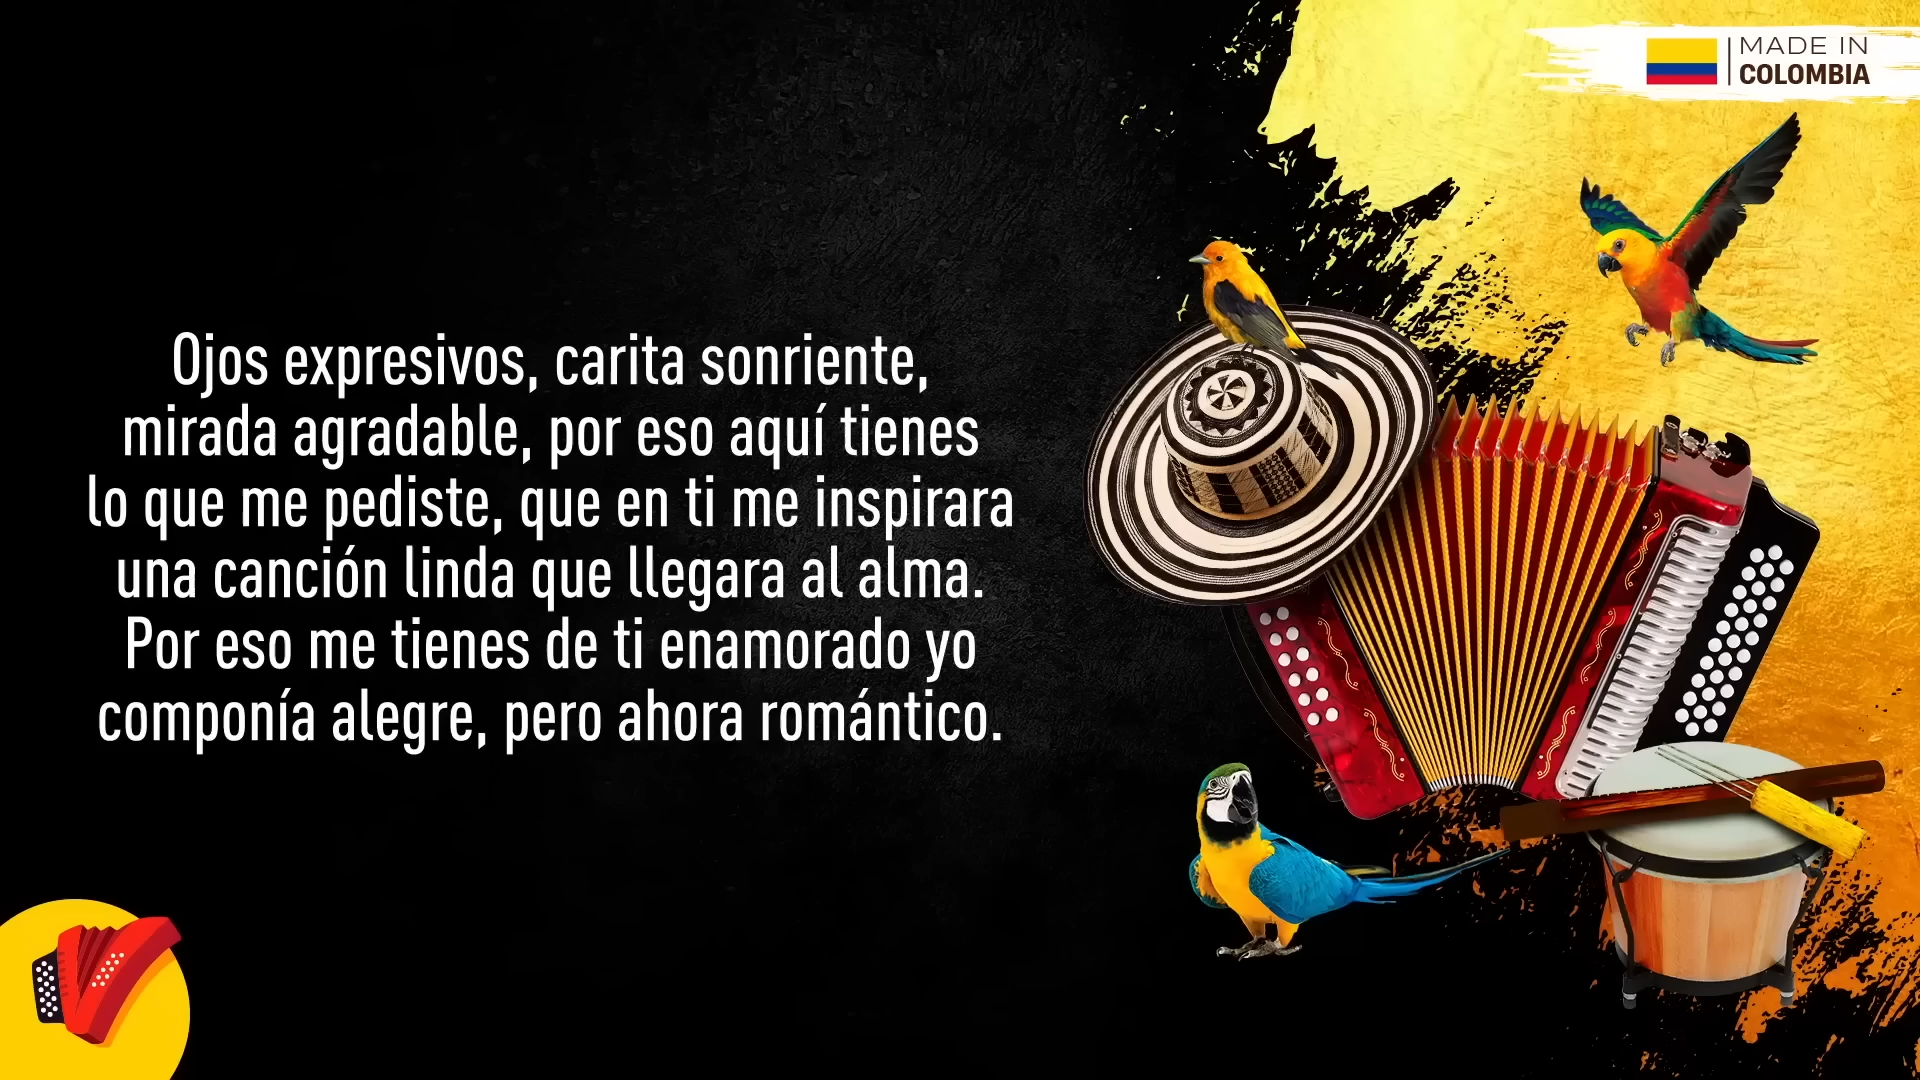 MADE IN
COLOMBIA
Ojos expresivos, carita sonriente,
mirada agradable, por eso aquí tienes
lo que me pediste, que en ti me inspirara
una canción linda que llegara al alma.
Por eso me tienes de ti enamorado yo
componía alegre, pero ahora romántico.